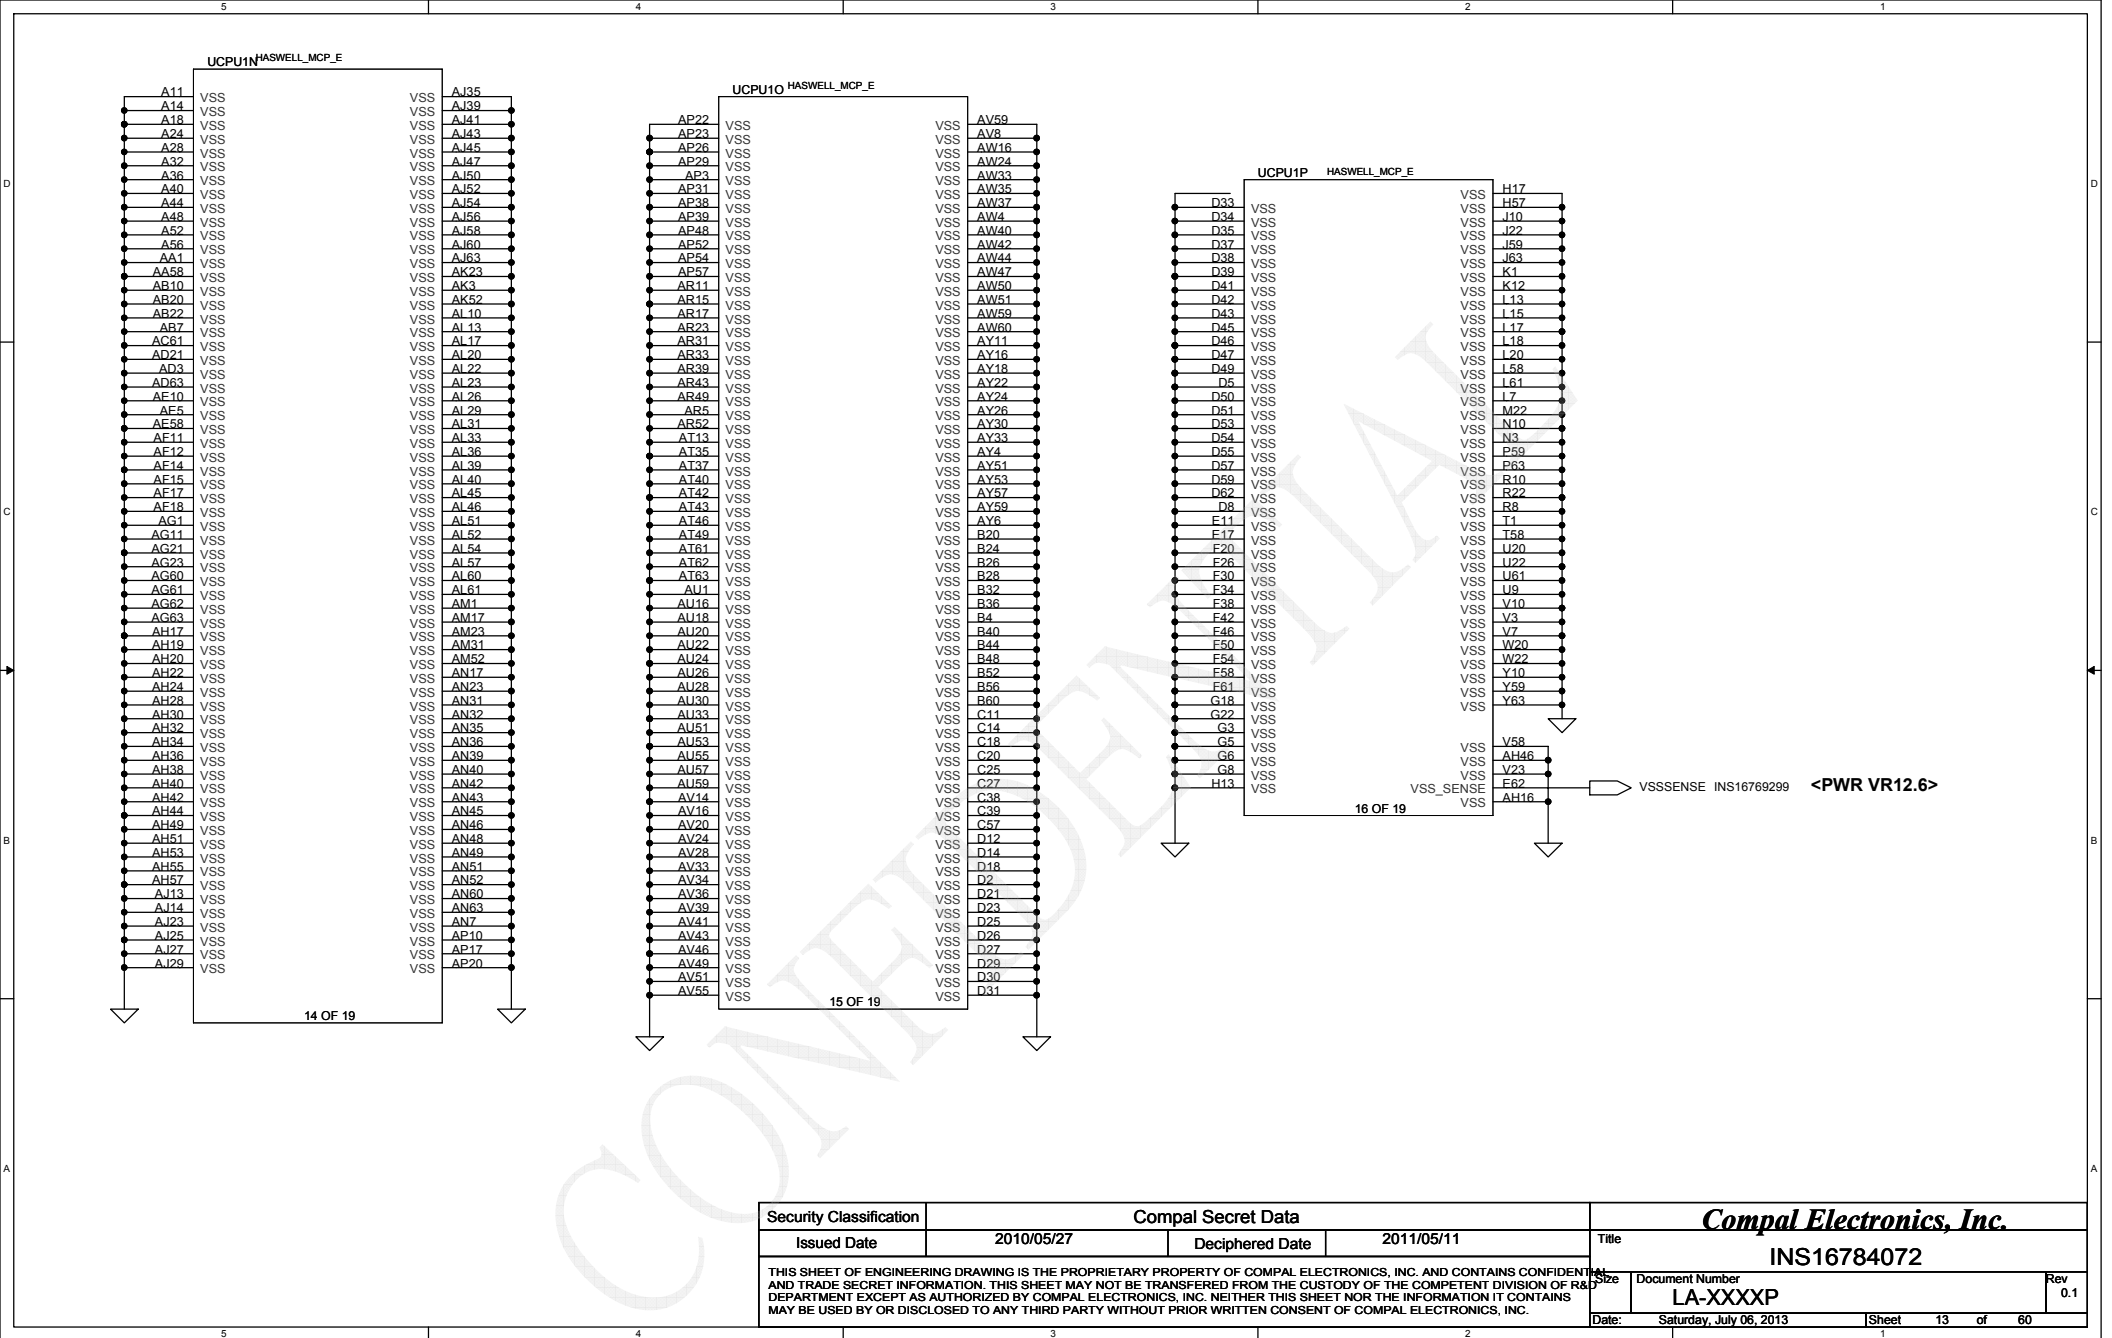 5 4 3 2 1
UCPU1N HASWELL_MCP_E
A11 VSS VSS AJ35
A14 VSS VSS AJ39
A18 VSS VSS AJ41
A24 VSS VSS AJ43
A28 VSS VSS AJ45
A32 VSS VSS AJ47
A36 VSS VSS AJ50
A40 VSS VSS AJ52
A44 VSS VSS AJ54
A48 VSS VSS AJ56
A52 VSS VSS AJ58
A56 VSS VSS AJ60
AA1 VSS VSS AJ63
AA58 VSS VSS AK23
AB10 VSS VSS AK3
AB20 VSS VSS AK52
AB22 VSS VSS AL10
AB7 VSS VSS AL13
AC61 VSS VSS AL17
AD21 VSS VSS AL20
AD3 VSS VSS AL22
AD63 VSS VSS AL23
AE10 VSS VSS AL26
AE5 VSS VSS AL29
AE58 VSS VSS AL31
AF11 VSS VSS AL33
AF12 VSS VSS AL36
AF14 VSS VSS AL39
AF15 VSS VSS AL40
AF17 VSS VSS AL45
AF18 VSS VSS AL46
AG1 VSS VSS AL51
AG11 VSS VSS AL52
AG21 VSS VSS AL54
AG23 VSS VSS AL57
AG60 VSS VSS AL60
AG61 VSS VSS AL61
AG62 VSS VSS AM1
AG63 VSS VSS AM17
AH17 VSS VSS AM23
AH19 VSS VSS AM31
AH20 VSS VSS AM52
AH22 VSS VSS AN17
AH24 VSS VSS AN23
AH28 VSS VSS AN31
AH30 VSS VSS AN32
AH32 VSS VSS AN35
AH34 VSS VSS AN36
AH36 VSS VSS AN39
AH38 VSS VSS AN40
AH40 VSS VSS AN42
AH42 VSS VSS AN43
AH44 VSS VSS AN45
AH49 VSS VSS AN46
AH51 VSS VSS AN48
AH53 VSS VSS AN49
AH55 VSS VSS AN51
AH57 VSS VSS AN52
AJ13 VSS VSS AN60
AJ14 VSS VSS AN63
AJ23 VSS VSS AN7
AJ25 VSS VSS AP10
AJ27 VSS VSS AP17
AJ29 VSS VSS AP20
14 OF 19
UCPU1O HASWELL_MCP_E
AP22 VSS VSS AV59
AP23 VSS VSS AV8
AP26 VSS VSS AW16
AP29 VSS VSS AW24
AP3 VSS VSS AW33
AP31 VSS VSS AW35
AP38 VSS VSS AW37
AP39 VSS VSS AW4
AP48 VSS VSS AW40
AP52 VSS VSS AW42
AP54 VSS VSS AW44
AP57 VSS VSS AW47
AR11 VSS VSS AW50
AR15 VSS VSS AW51
AR17 VSS VSS AW59
AR23 VSS VSS AW60
AR31 VSS VSS AY11
AR33 VSS VSS AY16
AR39 VSS VSS AY18
AR43 VSS VSS AY22
AR49 VSS VSS AY24
AR5 VSS VSS AY26
AR52 VSS VSS AY30
AT13 VSS VSS AY33
AT35 VSS VSS AY4
AT37 VSS VSS AY51
AT40 VSS VSS AY53
AT42 VSS VSS AY57
AT43 VSS VSS AY59
AT46 VSS VSS AY6
AT49 VSS VSS B20
AT61 VSS VSS B24
AT62 VSS VSS B26
AT63 VSS VSS B28
AU1 VSS VSS B32
AU16 VSS VSS B36
AU18 VSS VSS B4
AU20 VSS VSS B40
AU22 VSS VSS B44
AU24 VSS VSS B48
AU26 VSS VSS B52
AU28 VSS VSS B56
AU30 VSS VSS B60
AU33 VSS VSS C11
AU51 VSS VSS C14
AU53 VSS VSS C18
AU55 VSS VSS C20
AU57 VSS VSS C25
AU59 VSS VSS C27
AV14 VSS VSS C38
AV16 VSS VSS C39
AV20 VSS VSS C57
AV24 VSS VSS D12
AV28 VSS VSS D14
AV33 VSS VSS D18
AV34 VSS VSS D2
AV36 VSS VSS D21
AV39 VSS VSS D23
AV41 VSS VSS D25
AV43 VSS VSS D26
AV46 VSS VSS D27
AV49 VSS VSS D29
AV51 VSS VSS D30
AV55 VSS VSS D31
15 OF 19
UCPU1P HASWELL_MCP_E
VSS H17
D33 VSS VSS H57
D34 VSS VSS J10
D35 VSS VSS J22
D37 VSS VSS J59
D38 VSS VSS J63
D39 VSS VSS K1
D41 VSS VSS K12
D42 VSS VSS L13
D43 VSS VSS L15
D45 VSS VSS L17
D46 VSS VSS L18
D47 VSS VSS L20
D49 VSS VSS L58
D5 VSS VSS L61
D50 VSS VSS L7
D51 VSS VSS M22
D53 VSS VSS N10
D54 VSS VSS N3
D55 VSS VSS P59
D57 VSS VSS P63
D59 VSS VSS R10
D62 VSS VSS R22
D8 VSS VSS R8
E11 VSS VSS T1
E17 VSS VSS T58
F20 VSS VSS U20
F26 VSS VSS U22
F30 VSS VSS U61
F34 VSS VSS U9
F38 VSS VSS V10
F42 VSS VSS V3
F46 VSS VSS V7
F50 VSS VSS W20
F54 VSS VSS W22
F58 VSS VSS Y10
F61 VSS VSS Y59
G18 VSS VSS Y63
G22 VSS
G3 VSS
G5 VSS VSS V58
G6 VSS VSS AH46
G8 VSS VSS V23
H13 VSS VSS_SENSE E62
VSS AH16
16 OF 19
VSSSENSE INS16769299 <PWR VR12.6>
D D
C C
B B
A A
CONFIDENTIAL
Security Classification Compal Secret Data
Issued Date 2010/05/27 Deciphered Date 2011/05/11
THIS SHEET OF ENGINEERING DRAWING IS THE PROPRIETARY PROPERTY OF COMPAL ELECTRONICS, INC. AND CONTAINS CONFIDENTIAL
AND TRADE SECRET INFORMATION. THIS SHEET MAY NOT BE TRANSFERED FROM THE CUSTODY OF THE COMPETENT DIVISION OF R&D
DEPARTMENT EXCEPT AS AUTHORIZED BY COMPAL ELECTRONICS, INC. NEITHER THIS SHEET NOR THE INFORMATION IT CONTAINS
MAY BE USED BY OR DISCLOSED TO ANY THIRD PARTY WITHOUT PRIOR WRITTEN CONSENT OF COMPAL ELECTRONICS, INC.
Compal Electronics, Inc.
Title
INS16784072
Size Document Number Rev
LA-XXXXP 0.1
Date: Saturday, July 06, 2013 Sheet 13 of 60
5 4 3 2 1